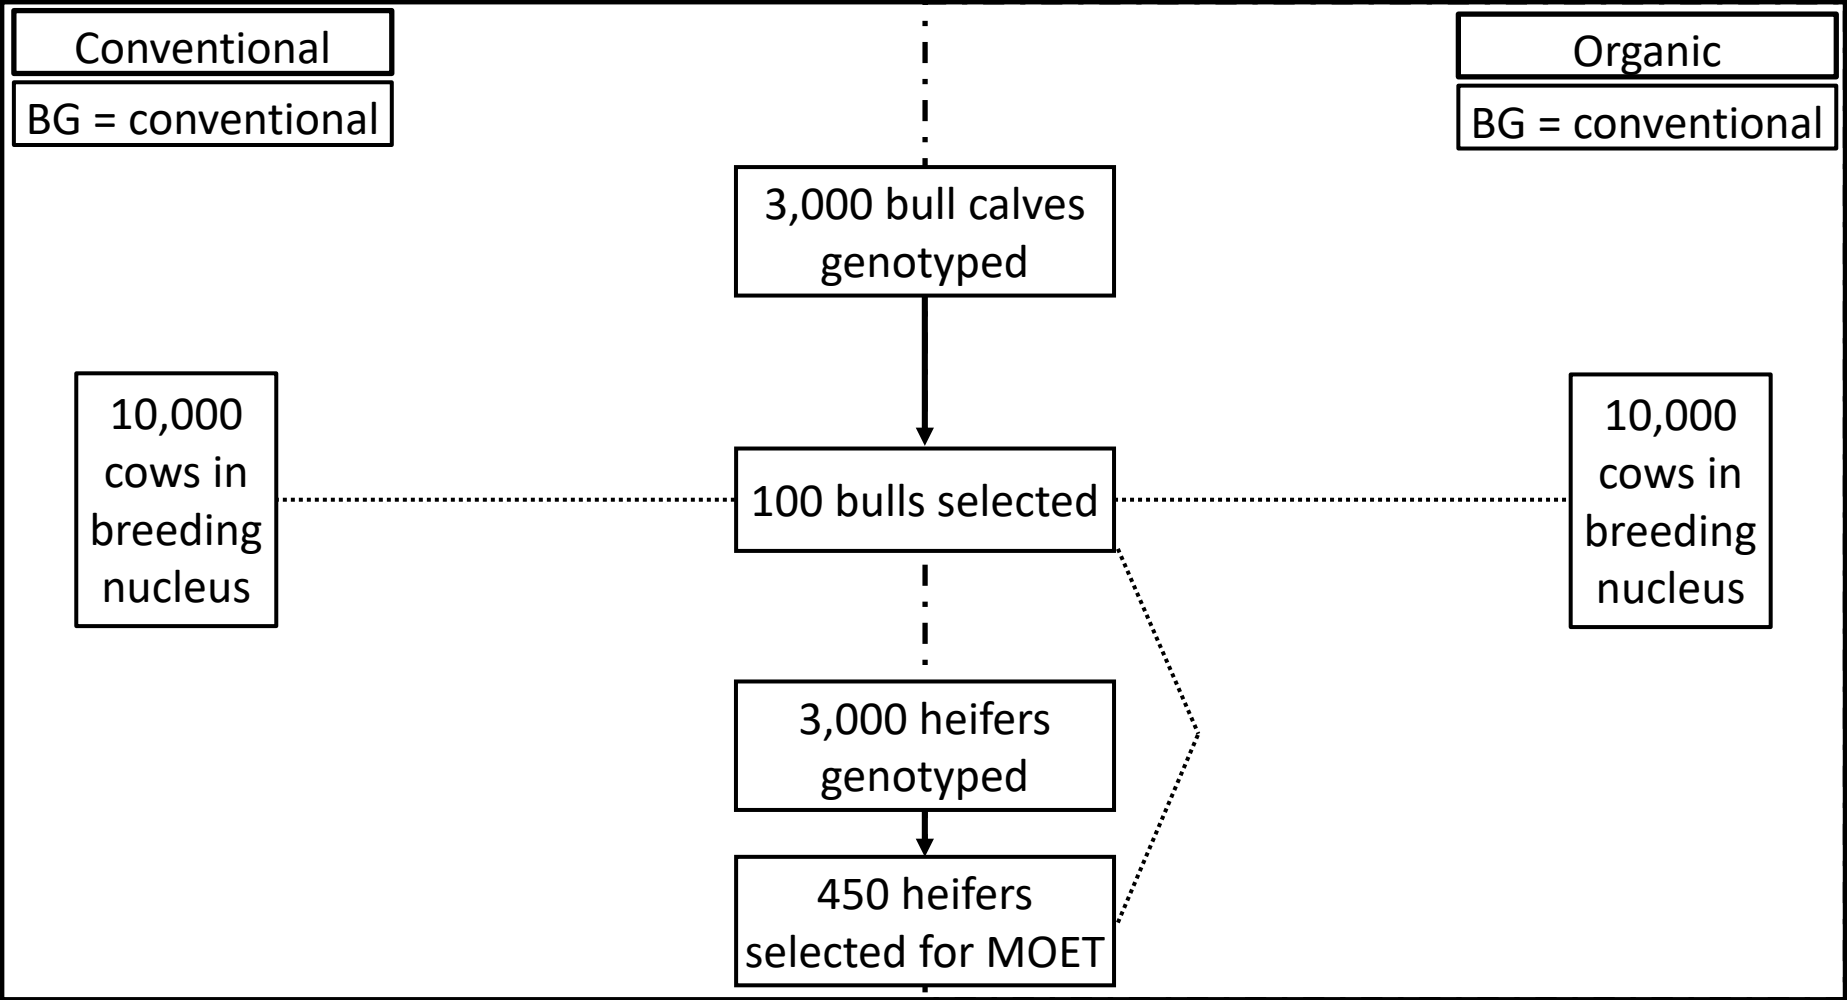 Conventional
BG = conventional
Organic
BG = conventional
3,000 bull calves
genotyped
10,000
cows in
breeding
nucleus
100 bulls selected
10,000
cows in
breeding
nucleus
3,000 heifers
genotyped
450 heifers
selected for MOET